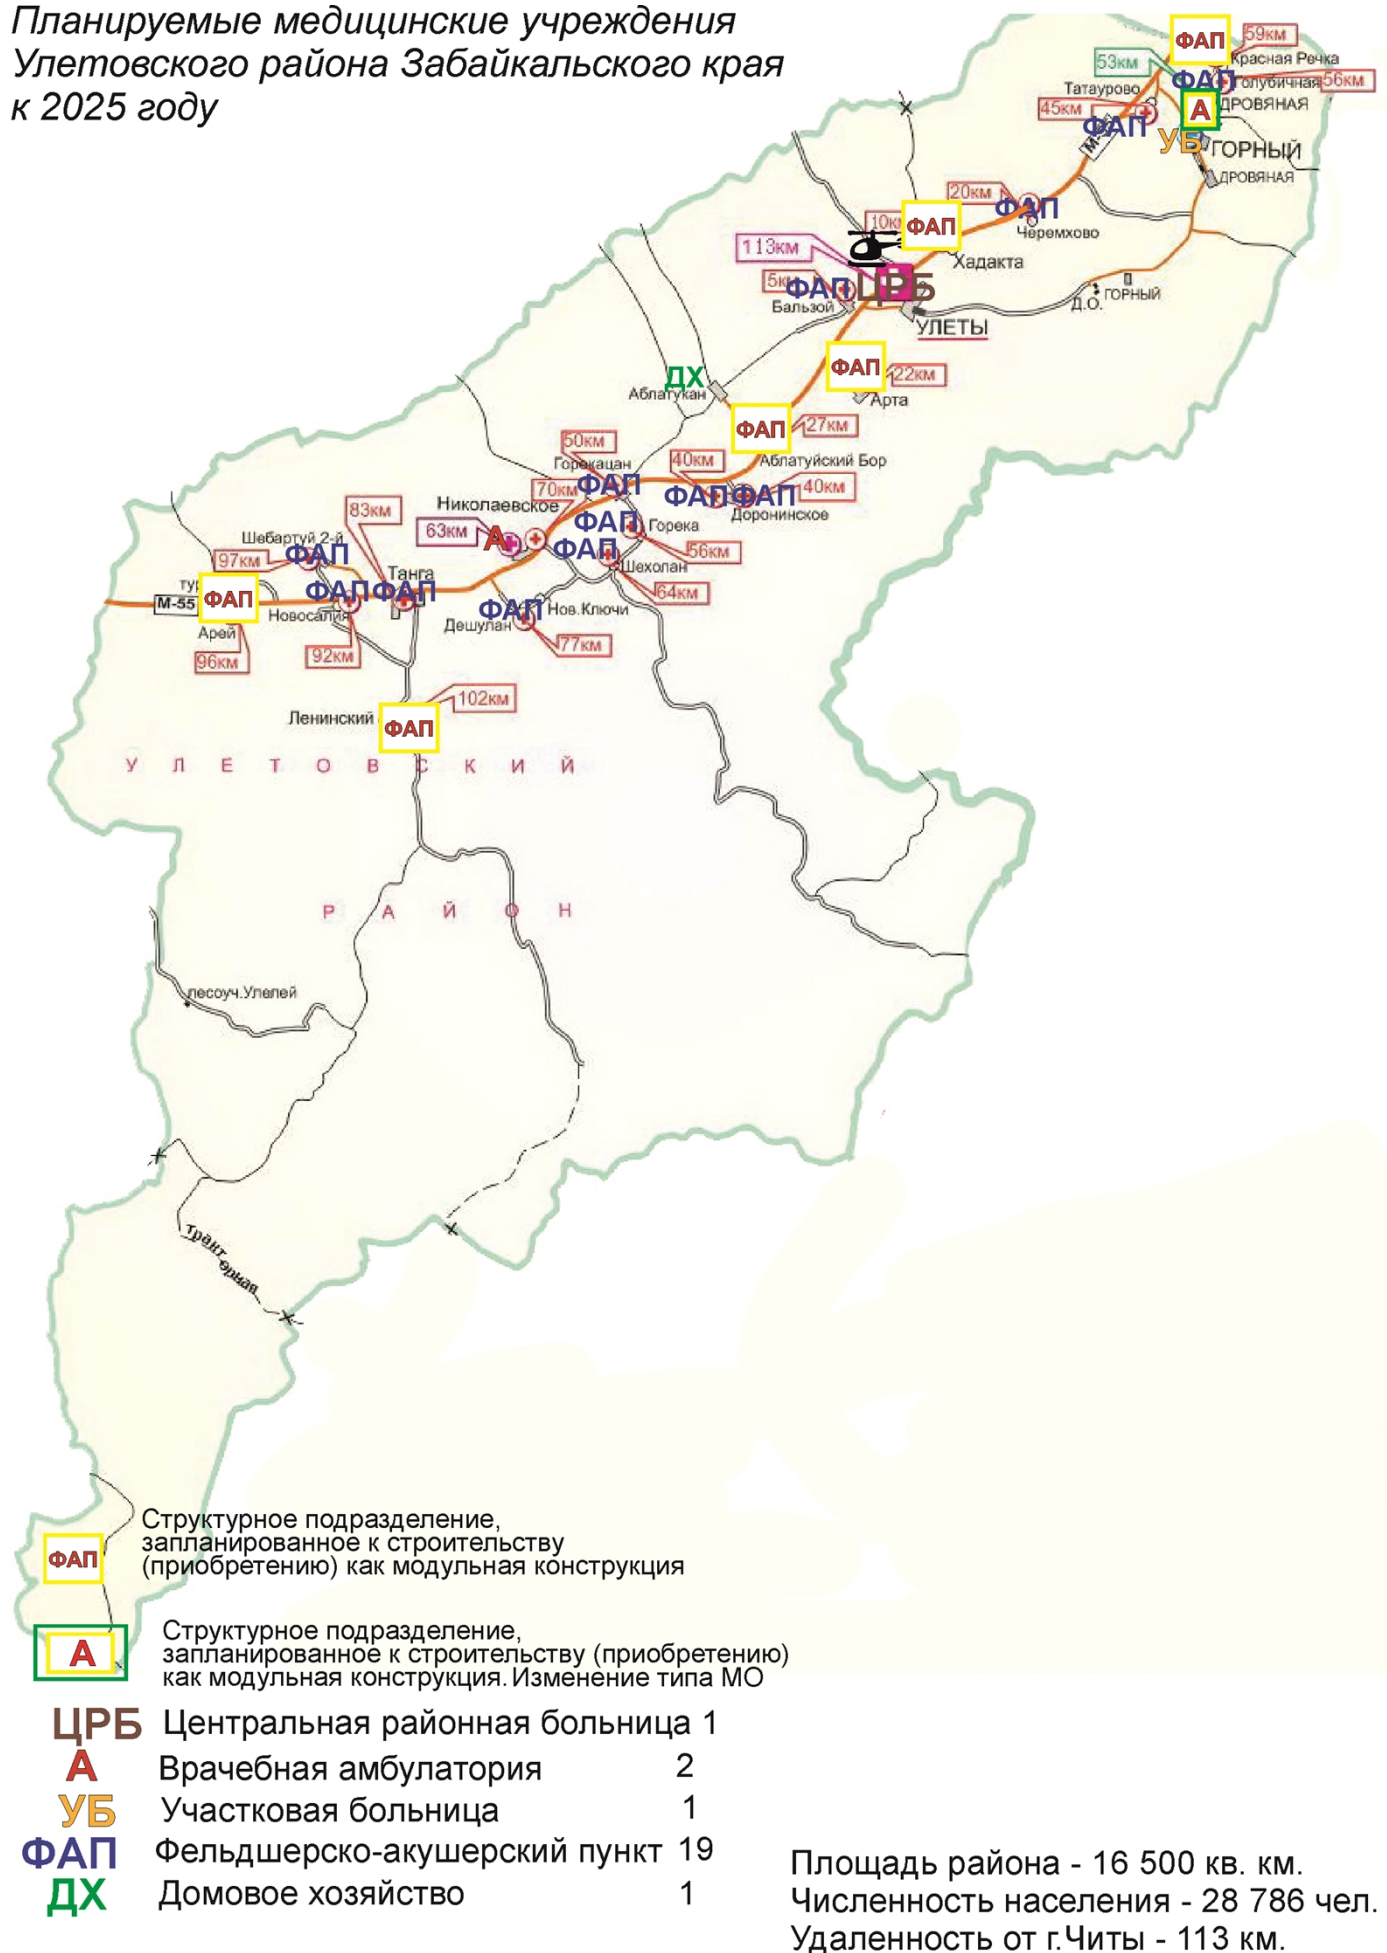 Планируемые медицинские учреждения
Улетовского района Забайкальского края
к 2025 году
ФАП
59км
Красная Речка
53км
ФАП
Голубичная
56км
Татаурово
45км
А
ДРОВЯНАЯ
ФАП
УБ
ГОРНЫЙ
ДРОВЯНАЯ
20км
ФАП
Черемхово
10км
ФАП
113км
Хадакта
5км
ФАП
ЦРБ
Бальзой
Д.О.
ГОРНЫЙ
УЛЕТЫ
ФАП
22км
Арта
ДХ
Аблатукан
ФАП
27км
Аблатуйский Бор
50км
Горекацан
ФАП
40км
ФАП
ФАП
40км
Доронинское
70км
Николаевское
63км
А
ФАП
Горека
56км
ФАП
Шехолан
64км
83км
Шебартуй 2-й
97км
ФАП
Танга
ФАП
ФАП
М-55
ФАП
Новосалия
Арей
96км
92км
ФАП
Нов.Ключи
Дешулан
77км
102км
Ленинский
ФАП
УЛЕТОВСКИЙ
РАЙОН
лесоуч.Улелей
ФАП
Структурное подразделение,
запланированное к строительству
(приобретению) как модульная конструкция
А
Структурное подразделение,
запланированное к строительству (приобретению)
как модульная конструкция. Изменение типа МО
ЦРБ Центральная районная больница 1
А Врачебная амбулатория 2
УБ Участковая больница 1
ФАП Фельдшерско-акушерский пункт 19
ДХ Домовое хозяйство 1
Площадь района - 16 500 кв. км.
Численность населения - 28 786 чел.
Удаленность от г.Читы - 113 км.